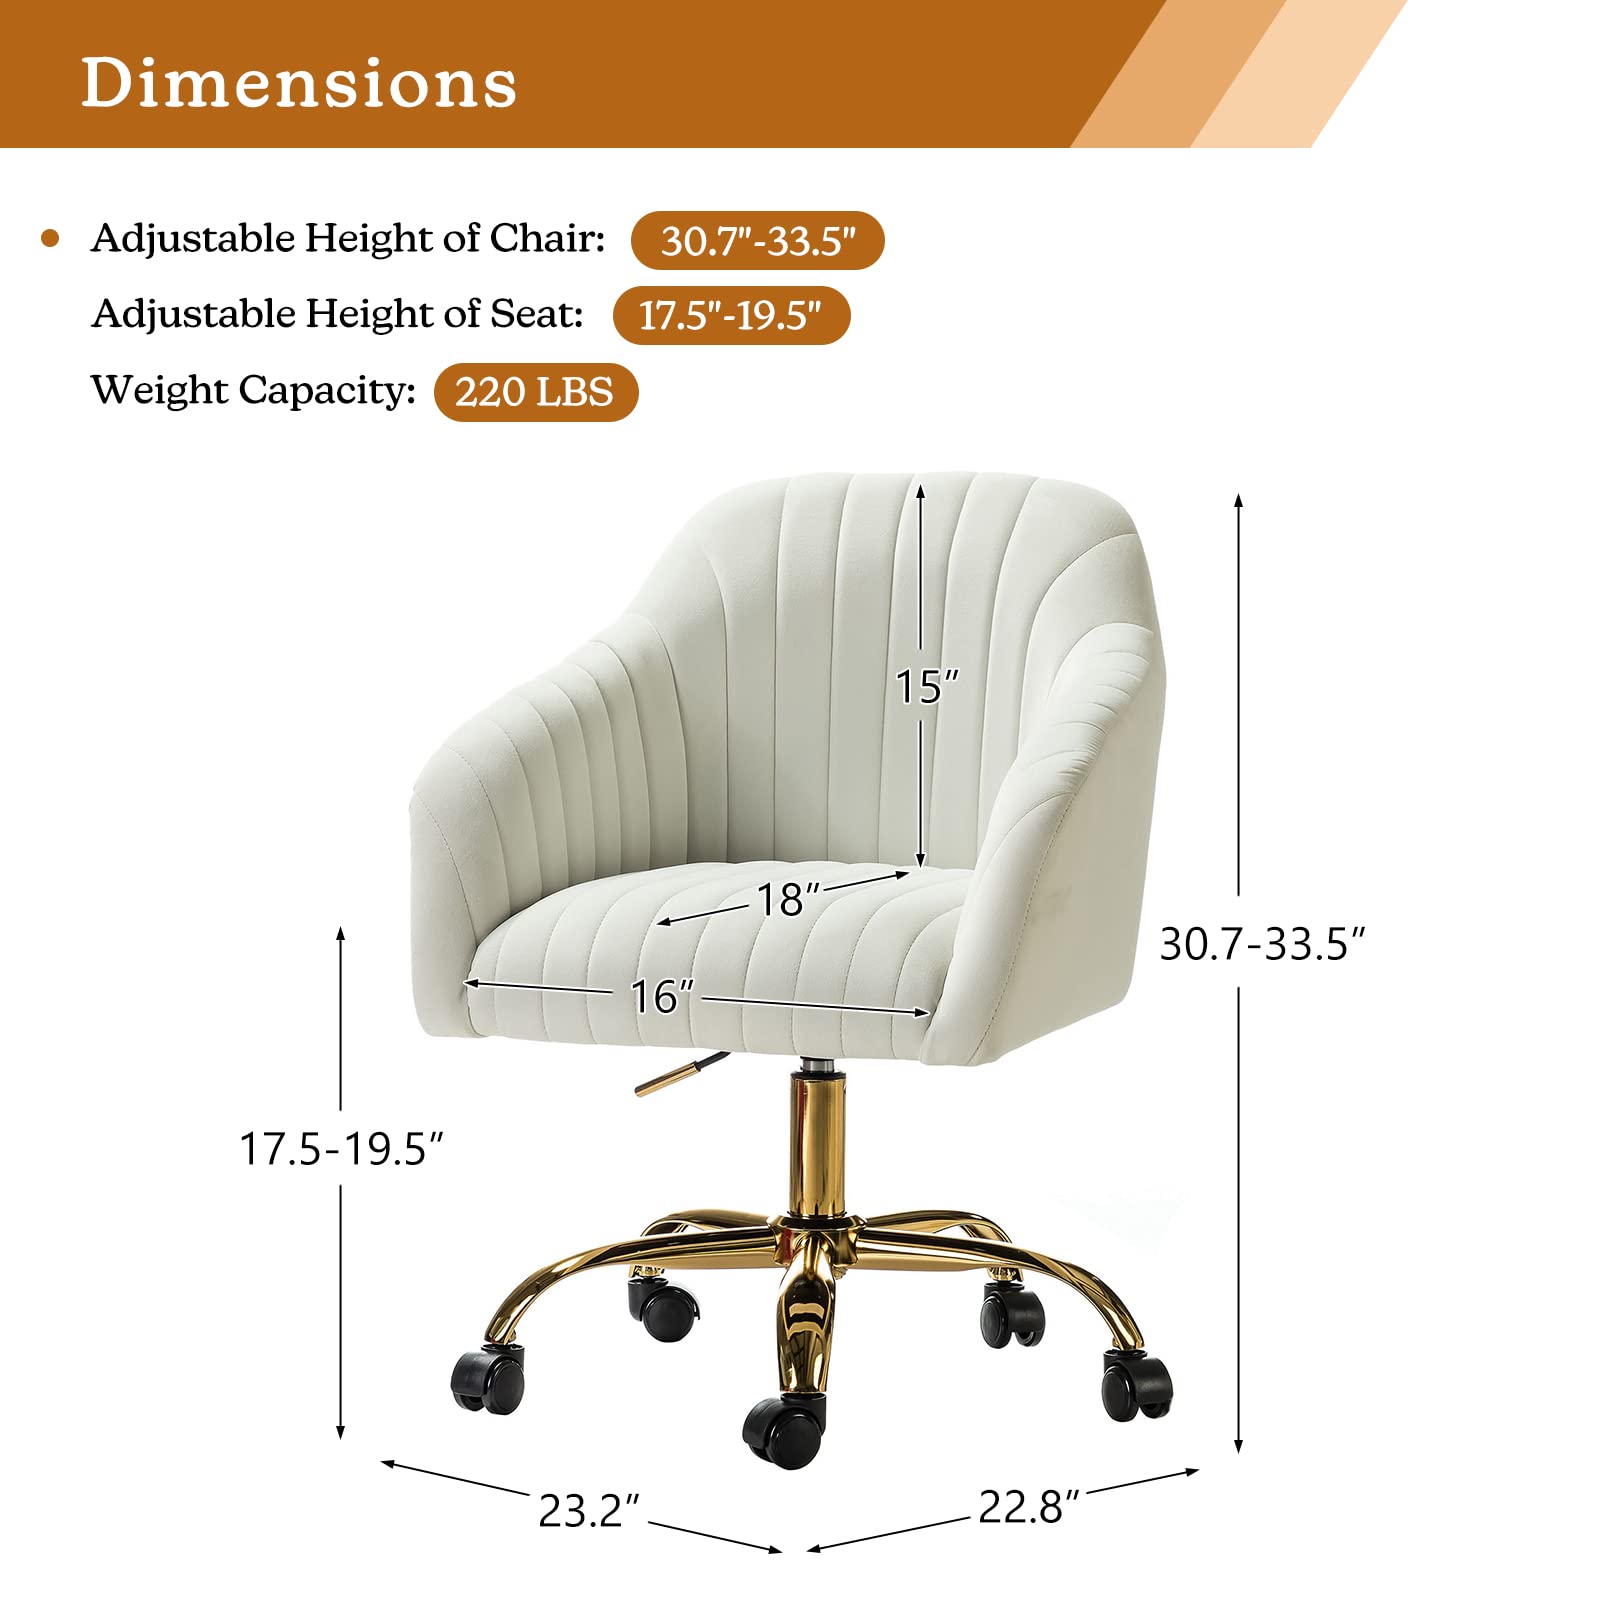 Dimensions
Adjustable Height of Chair: 30.7"-33.5"
Adjustable Height of Seat: 17.5"-19.5"
Weight Capacity: 220 LBS
15"
18"
16"
30.7-33.5"
17.5-19.5"
23.2"
22.8"